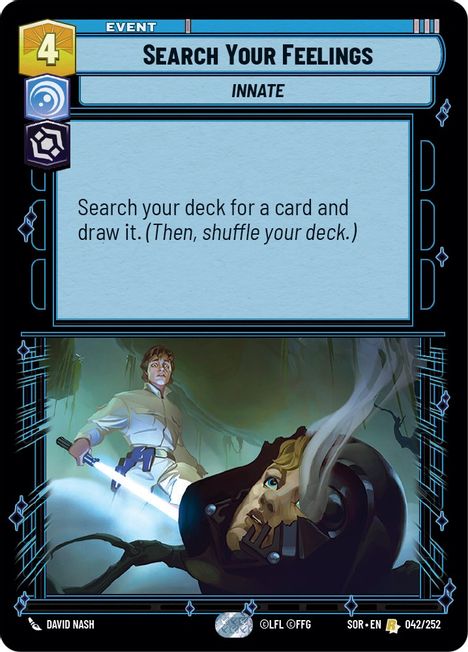 EVENT
4
SEARCH YOUR FEELINGS
INNATE
Search your deck for a card and
draw it. (Then, shuffle your deck.)
DAVID NASH
©LFL ©FFG
SOR•EN R 042/252